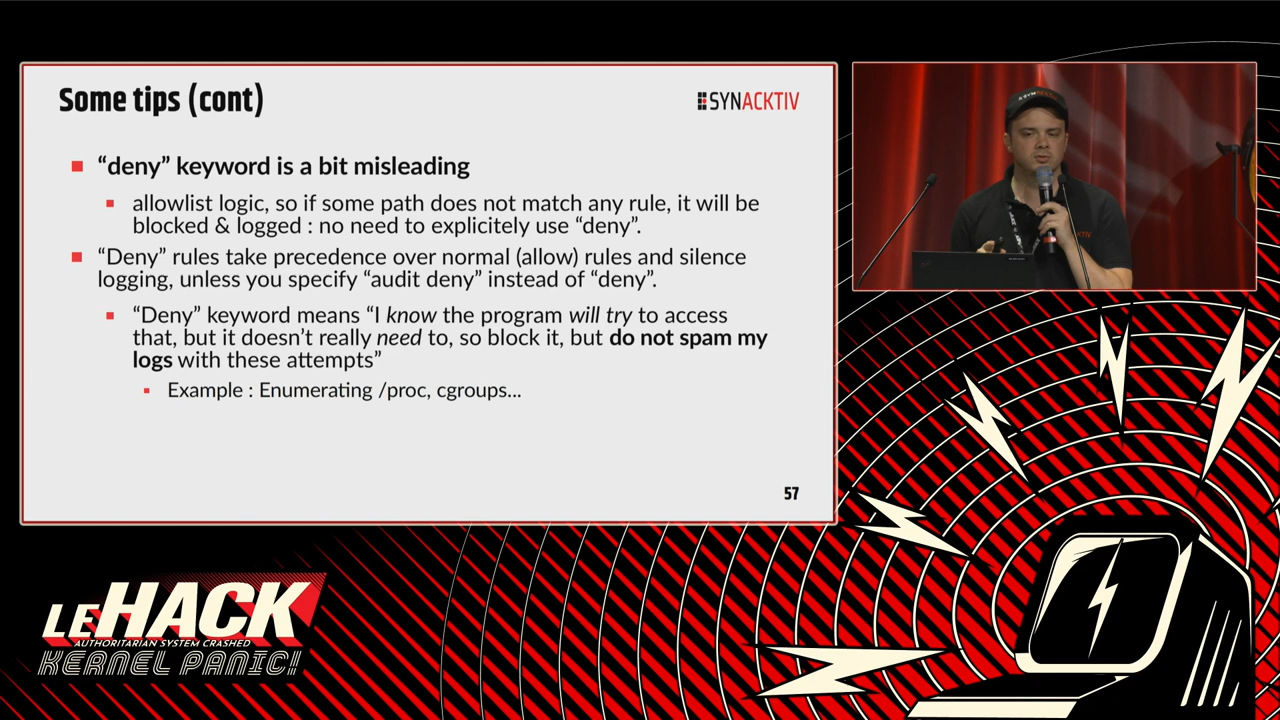 Some tips (cont)
SYNACKTIV
“deny” keyword is a bit misleading
allowlist logic, so if some path does not match any rule, it will be
blocked & logged : no need to explicitely use “deny”.
“Deny” rules take precedence over normal (allow) rules and silence
logging, unless you specify “audit deny” instead of “deny”.
“Deny” keyword means “I know the program will try to access
that, but it doesn’t really need to, so block it, but do not spam my
logs with these attempts”
Example : Enumerating /proc, cgroups...
57
LEHACK
AUTHORITARIAN SYSTEM CRASHED
KERNEL PANIC!